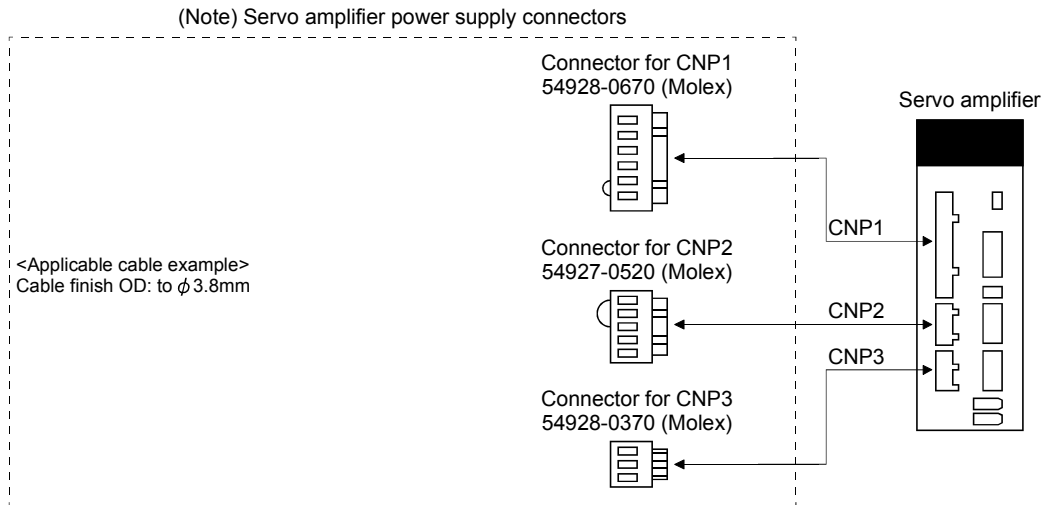 (Note) Servo amplifier power supply connectors
Connector for CNP1
54928-0670 (Molex)
Servo amplifier
CNP1
<Applicable cable example>
Cable finish OD: to φ3.8mm
Connector for CNP2
54927-0520 (Molex)
CNP2
CNP3
Connector for CNP3
54928-0370 (Molex)